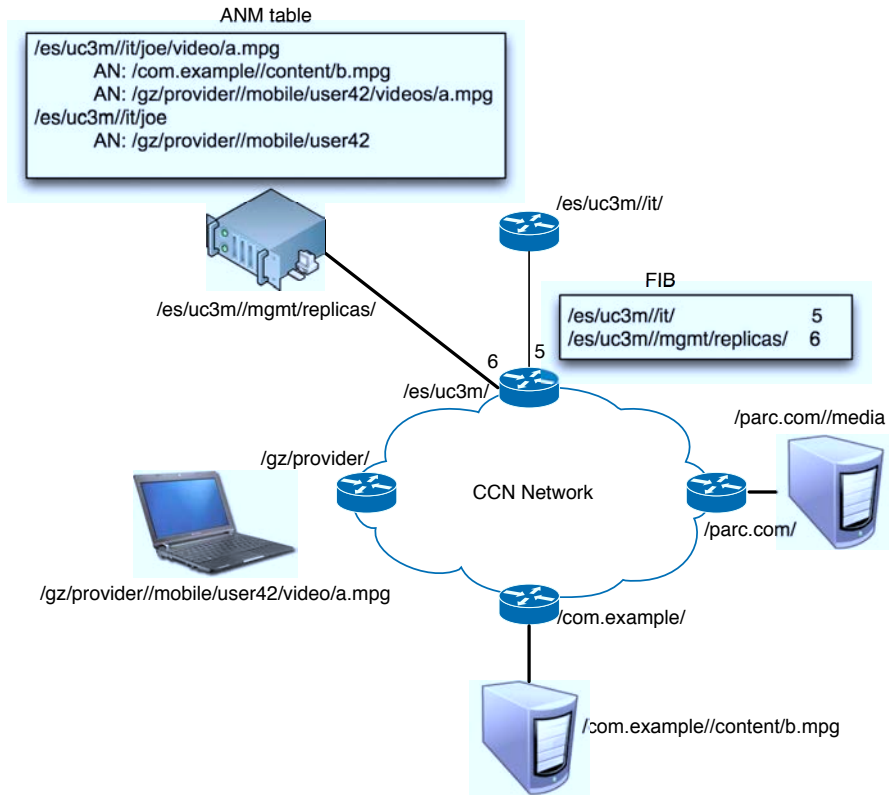 ANM table
/es/uc3m//it/joe/video/a.mpg
AN: /com.example//content/b.mpg
AN: /gz/provider//mobile/user42/videos/a.mpg
/es/uc3m//it/joe
AN: /gz/provider//mobile/user42
/es/uc3m//it/
/es/uc3m//mgmt/replicas/
FIB
/es/uc3m//it/ 5
/es/uc3m//mgmt/replicas/ 6
6 5
/es/uc3m/
/parc.com//media
/gz/provider/
CCN Network
/parc.com/
/gz/provider//mobile/user42/video/a.mpg
/com.example/
/com.example//content/b.mpg